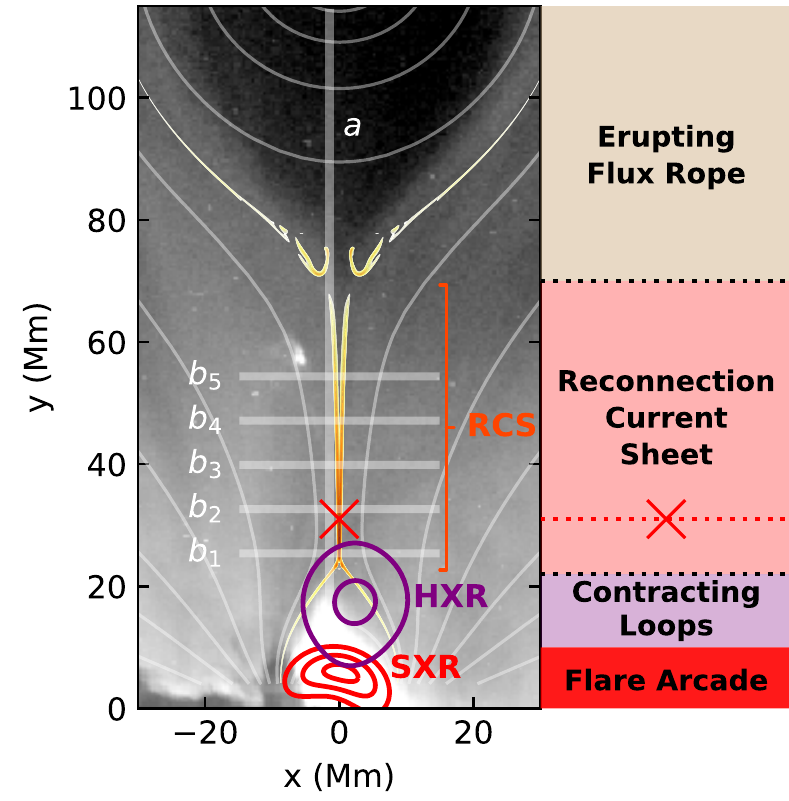 100
80
60
40
20
0
y (Mm)
−20
0
20
x (Mm)
a
b5
b4
b3
b2
b1
RCS
HXR
SXR
Erupting
Flux Rope
Reconnection
Current
Sheet
Contracting
Loops
Flare Arcade